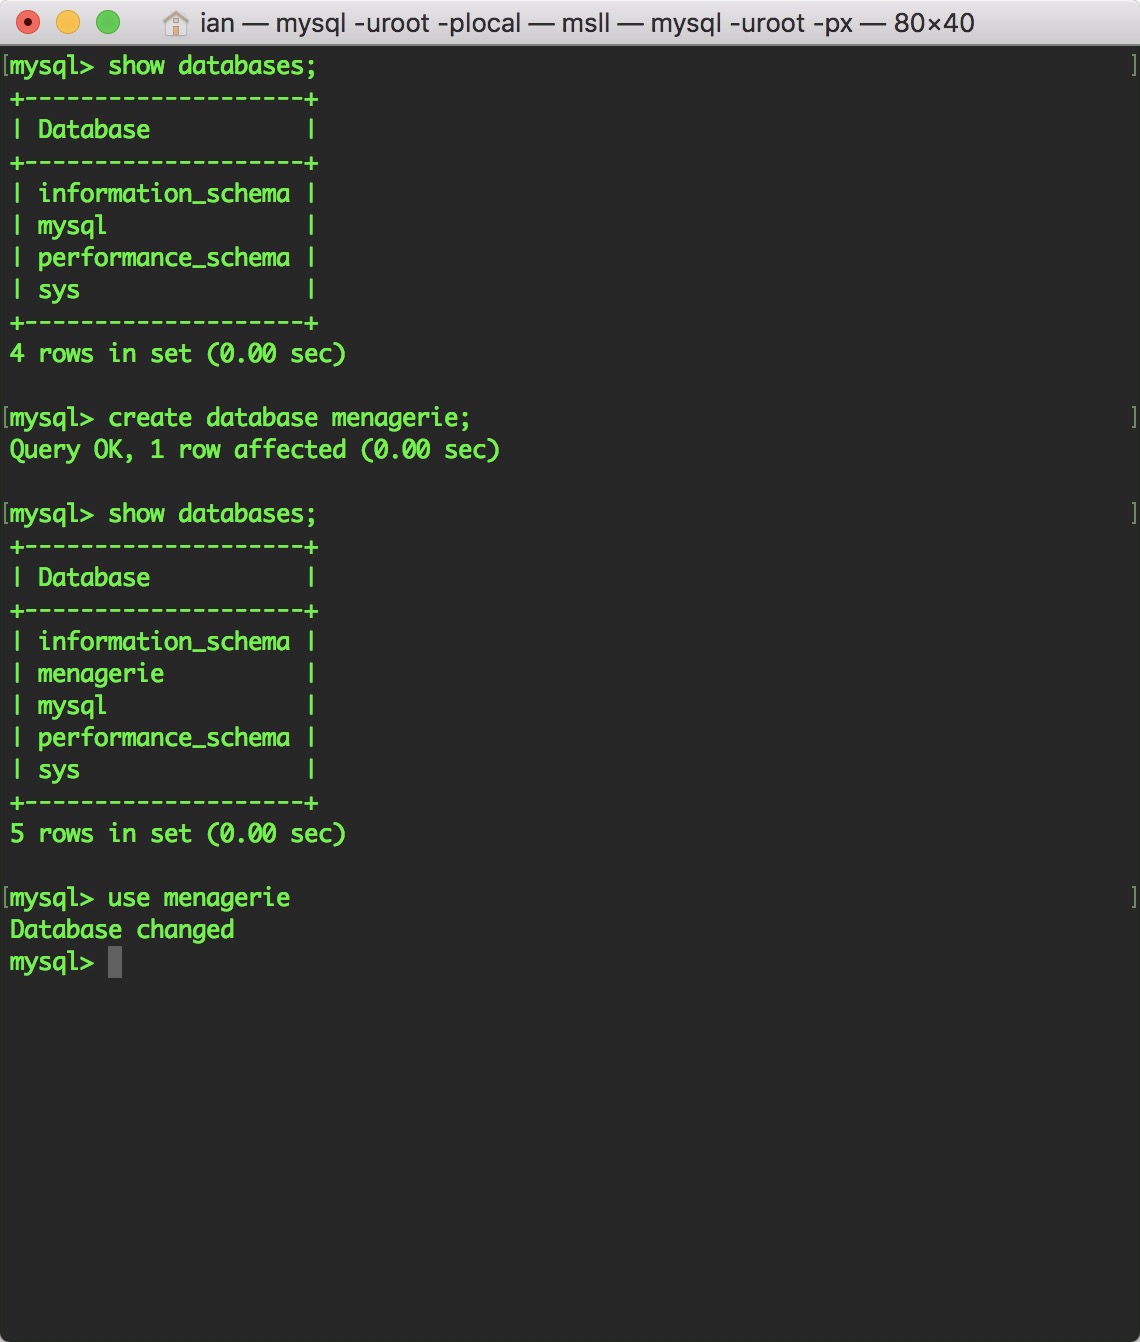 ian — mysql -uroot -plocal — msll — mysql -uroot -px — 80×40
[mysql> show databases; ]
+--------------------+
| Database           |
+--------------------+
| information_schema |
| mysql              |
| performance_schema |
| sys                |
+--------------------+
4 rows in set (0.00 sec)

[mysql> create database menagerie; ]
Query OK, 1 row affected (0.00 sec)

[mysql> show databases; ]
+--------------------+
| Database           |
+--------------------+
| information_schema |
| menagerie          |
| mysql              |
| performance_schema |
| sys                |
+--------------------+
5 rows in set (0.00 sec)

[mysql> use menagerie ]
Database changed
mysql>